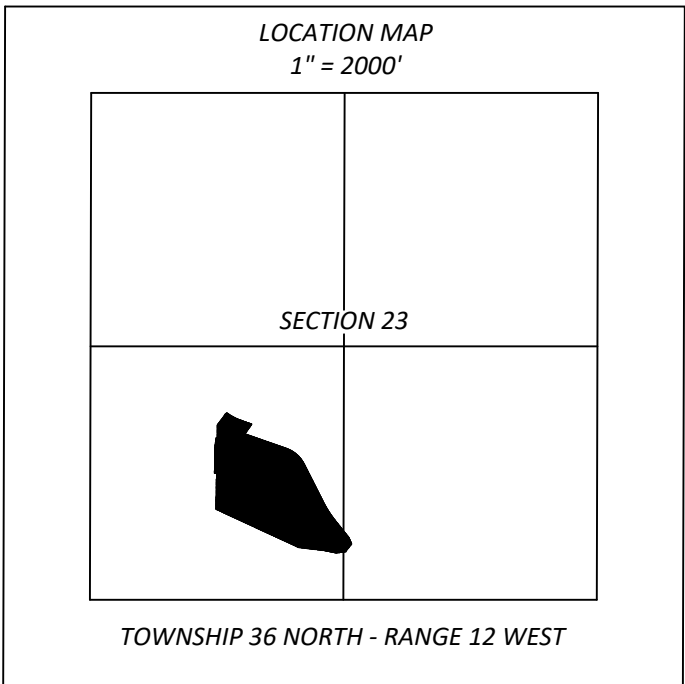 LOCATION MAP
1" = 2000'
SECTION 23
TOWNSHIP 36 NORTH - RANGE 12 WEST